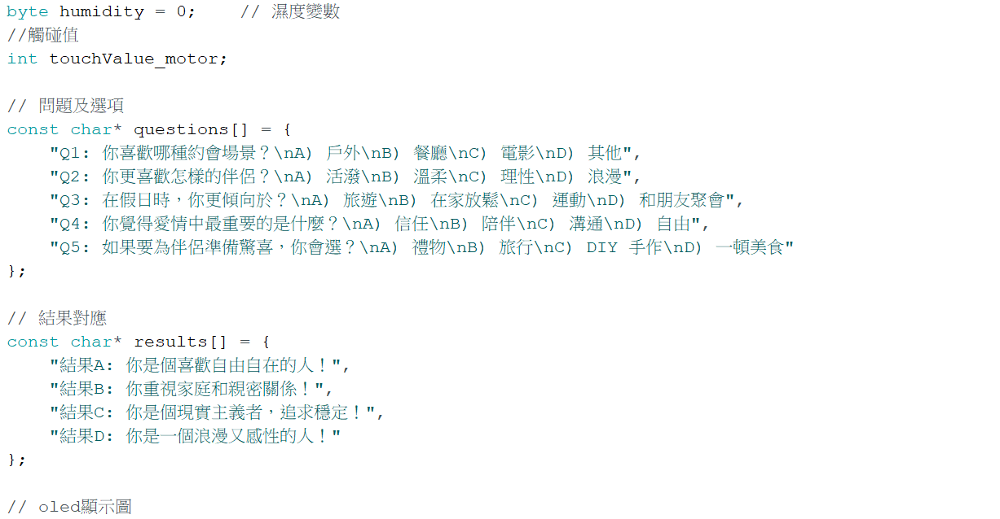 byte humidity = 0;    // 濕度變數
//觸碰值
int touchValue_motor;
// 問題及選項
const char* questions[] = {
    "Q1: 你喜歡哪種約會場景？\nA) 戶外\nB) 餐廳\nC) 電影\nD) 其他",
    "Q2: 你更喜歡怎樣的伴侶？\nA) 活潑\nB) 溫柔\nC) 理性\nD) 浪漫",
    "Q3: 在假日時，你更傾向於？\nA) 旅遊\nB) 在家放鬆\nC) 運動\nD) 和朋友聚會",
    "Q4: 你覺得愛情中最重要的是什麼？\nA) 信任\nB) 陪伴\nC) 溝通\nD) 自由",
    "Q5: 如果要為伴侶準備驚喜，你會選？\nA) 禮物\nB) 旅行\nC) DIY 手作\nD) 一頓美食"
};
// 結果對應
const char* results[] = {
    "結果A: 你是個喜歡自由自在的人！",
    "結果B: 你重視家庭和親密關係！",
    "結果C: 你是個現實主義者，追求穩定！",
    "結果D: 你是一個浪漫又感性的人！"
};
// oled顯示圖